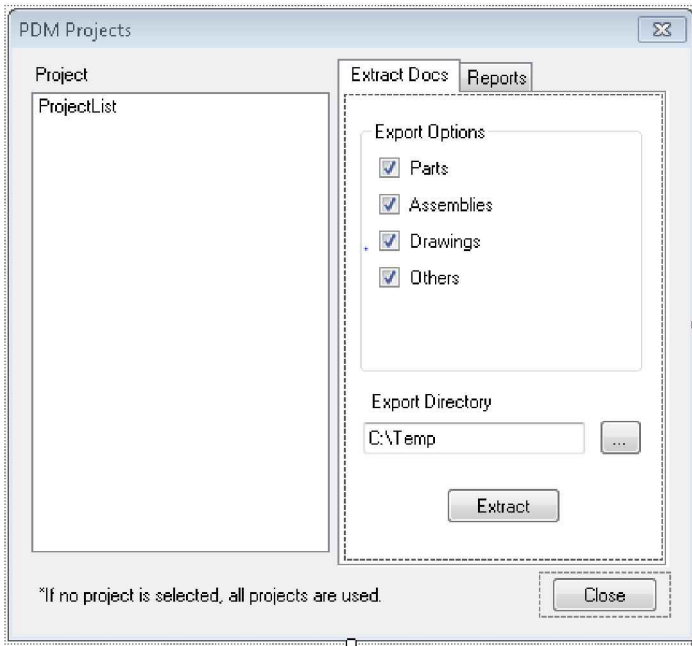 PDM Projects
Project
ProjectList
Extract Docs
Reports
Export Options
Parts
Assemblies
Drawings
Others
Export Directory
C:\Temp
...
Extract
*If no project is selected, all projects are used.
Close